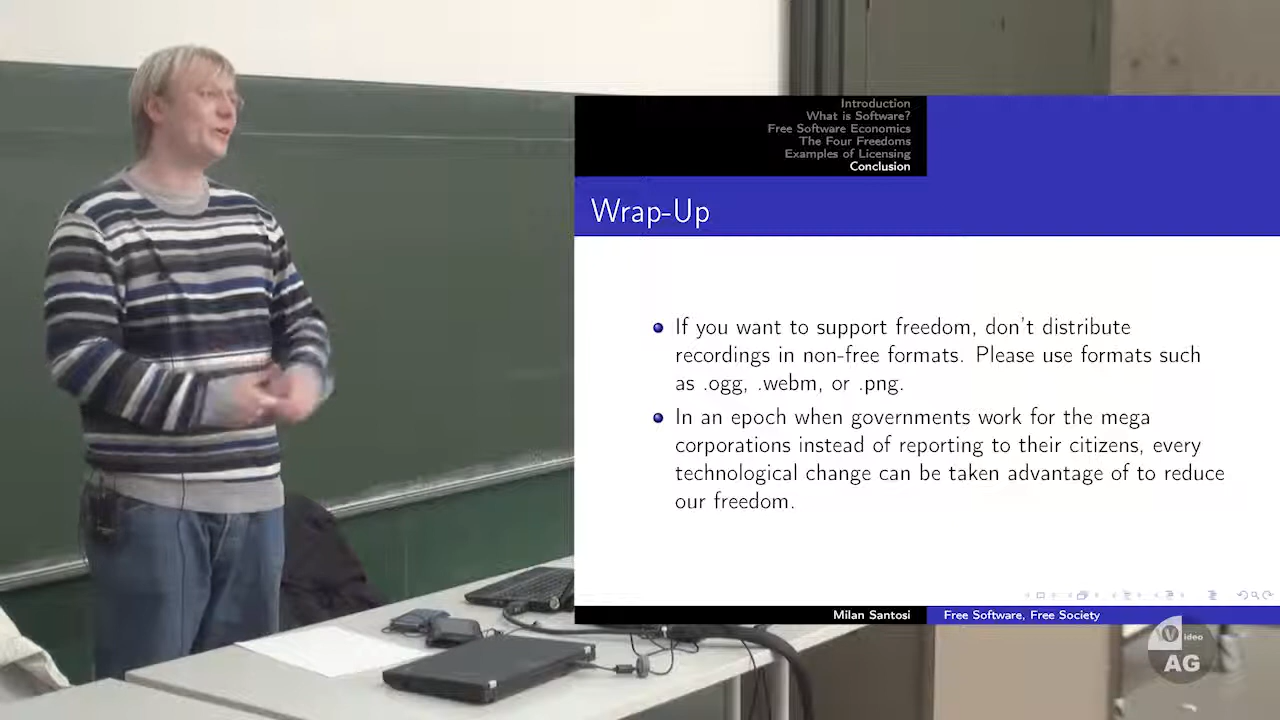 Introduction
What is Software?
Free Software Economics
The Four Freedoms
Examples of Licensing
Conclusion
Wrap-Up
If you want to support freedom, don't distribute
recordings in non-free formats. Please use formats such
as .ogg, .webm, or .png.
In an epoch when governments work for the mega
corporations instead of reporting to their citizens, every
technological change can be taken advantage of to reduce
our freedom.
Milan Santosi
Free Software, Free Society
Video
AG